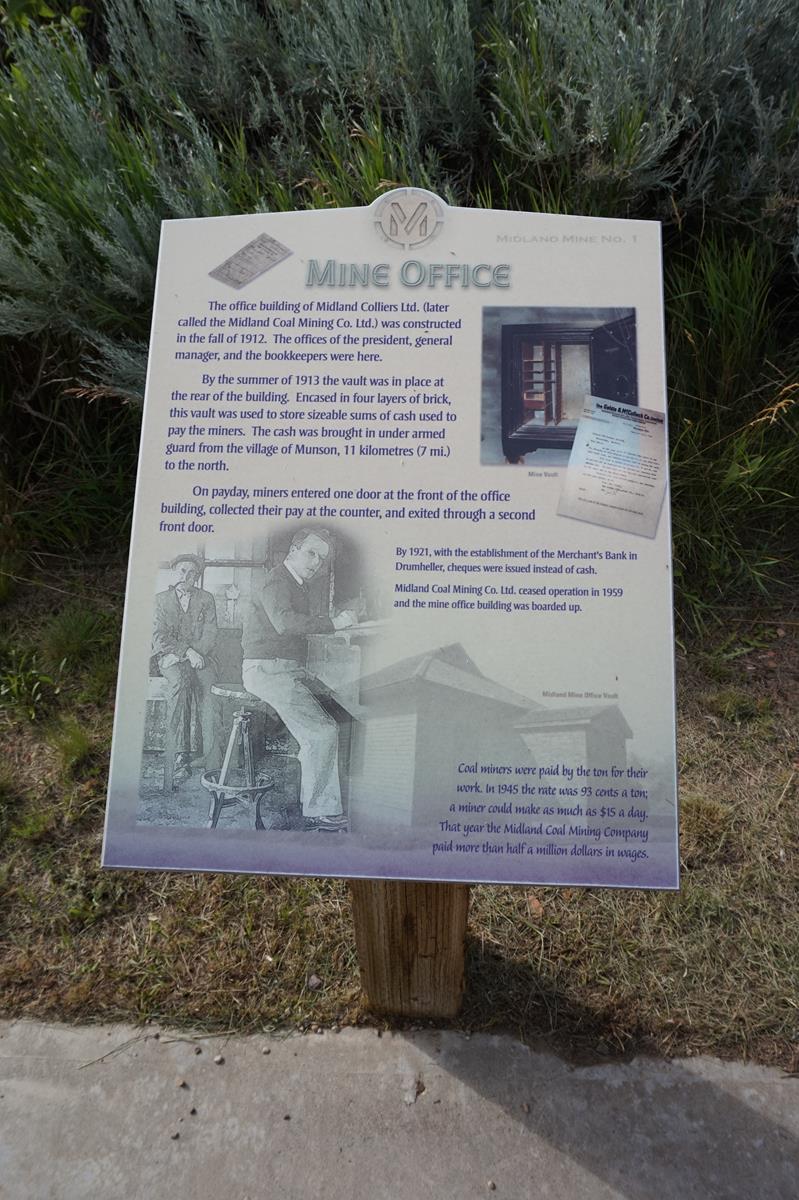 MIDLAND MINE NO. 1
MINE OFFICE
The office building of Midland Colliers Ltd. (later
called the Midland Coal Mining Co. Ltd.) was constructed
in the fall of 1912. The offices of the president, general
manager, and the bookkeepers were here.
By the summer of 1913 the vault was in place at
the rear of the building. Encased in four layers of brick,
this vault was used to store sizeable sums of cash used to
pay the miners. The cash was brought in under armed
guard from the village of Munson, 11 kilometres (7 mi.)
to the north.
Mine Vault
On payday, miners entered one door at the front of the office
building, collected their pay at the counter, and exited through a second
front door.
By 1921, with the establishment of the Merchant's Bank in
Drumheller, cheques were issued instead of cash.
Midland Coal Mining Co. Ltd. ceased operation in 1959
and the mine office building was boarded up.
Midland Mine Office Vault
Coal miners were paid by the ton for their
work. In 1945 the rate was 93 cents a ton;
a miner could make as much as $15 a day.
That year the Midland Coal Mining Company
paid more than half a million dollars in wages.